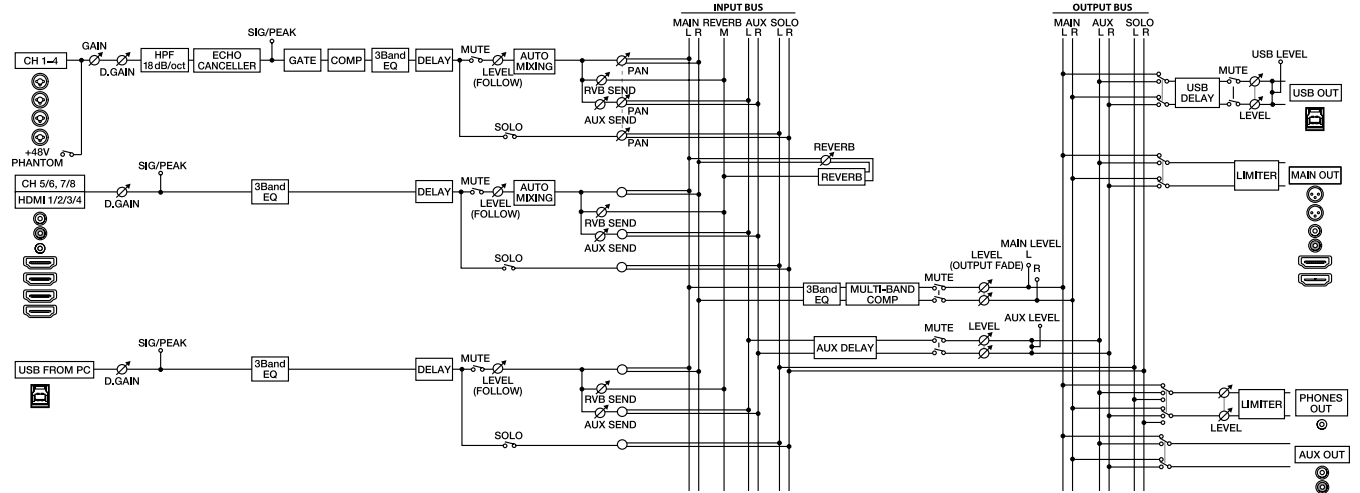 INPUT BUS
MAIN REVERB AUX SOLO
L R M L R L R
OUTPUT BUS
MAIN AUX SOLO
L R L R L R
CH 1–4
GAIN
D.GAIN
HPF
18dB/oct
ECHO
CANCELLER
SIG/PEAK
GATE
COMP
3Band
EQ
DELAY
MUTE
LEVEL
(FOLLOW)
AUTO
MIXING
PAN
RVB SEND
PAN
AUX SEND
SOLO
PAN
+48V
PHANTOM
USB LEVEL
MUTE
USB
DELAY
LEVEL
USB OUT
REVERB
REVERB
LIMITER
MAIN OUT
CH 5/6, 7/8
HDMI 1/2/3/4
D.GAIN
SIG/PEAK
3Band
EQ
DELAY
MUTE
LEVEL
(FOLLOW)
AUTO
MIXING
RVB SEND
AUX SEND
SOLO
3Band
EQ
MULTI-BAND
COMP
MUTE
LEVEL
(OUTPUT FADE)
MAIN LEVEL
L
R
AUX DELAY
MUTE
LEVEL
AUX LEVEL
USB FROM PC
D.GAIN
SIG/PEAK
3Band
EQ
DELAY
MUTE
LEVEL
(FOLLOW)
RVB SEND
AUX SEND
SOLO
LEVEL
LIMITER
PHONES
OUT
AUX OUT